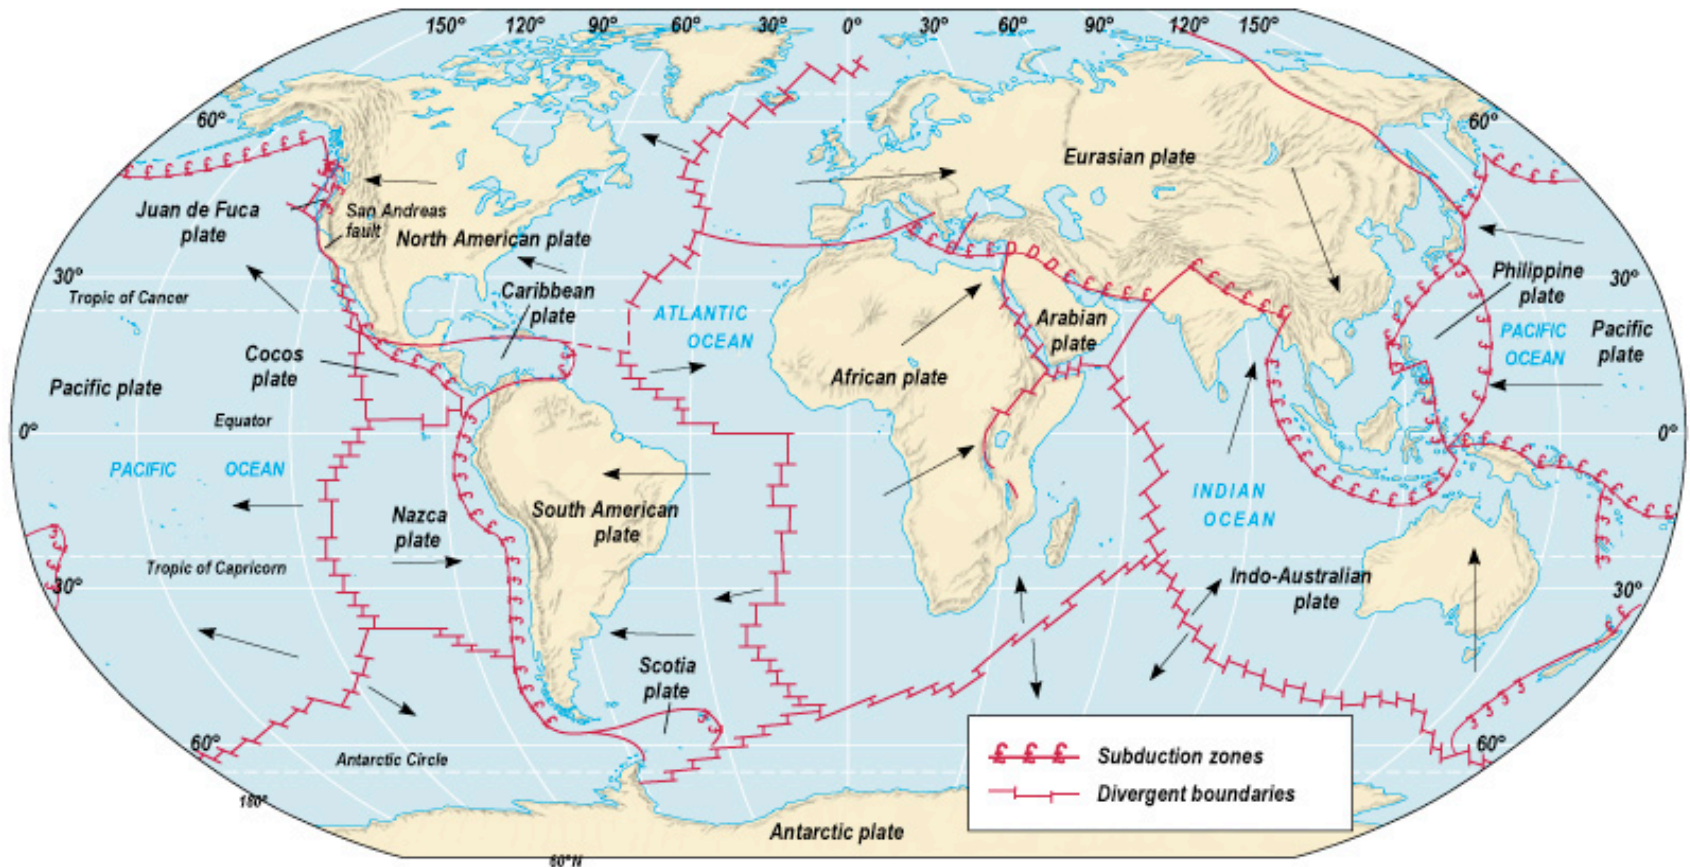 150° 120° 90° 60° 30° 0° 30° 60° 90° 120° 150°
60°
60°
Eurasian plate
Juan de Fuca
plate
San Andreas
fault
North American plate
30°
30°
Tropic of Cancer
Caribbean
plate
ATLANTIC
OCEAN
Arabian
plate
Philippine
plate
PACIFIC
OCEAN
Pacific
plate
Cocos
plate
Pacific plate
African plate
Equator
0°
0°
PACIFIC OCEAN
Nazca
plate
South American
plate
INDIAN
OCEAN
Tropic of Capricorn
30°
Indo-Australian
plate
30°
Scotia
plate
60°
60°
Antarctic Circle
180°
Antarctic plate
60°N
£ £ £ Subduction zones
Divergent boundaries